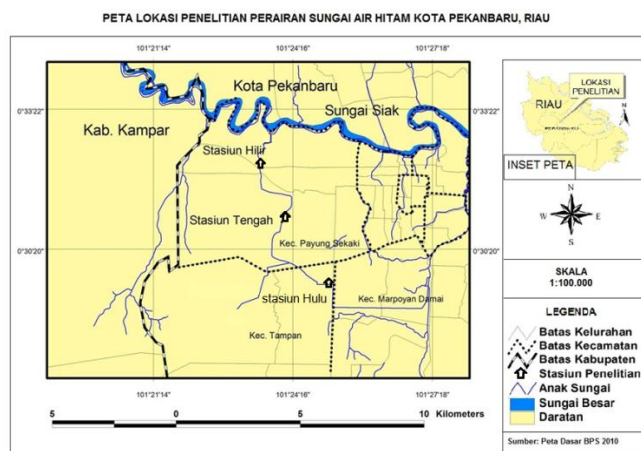 PETA LOKASI PENELITIAN PERAIRAN SUNGAI AIR HITAM KOTA PEKANBARU, RIAU
101°21'14"
101°24'16"
101°27'18"
Kota Pekanbaru
Sungai Siak
0°33'22"
0°33'22"
Kab. Kampar
Stasiun Hilir
Stasiun Tengah
Kec. Payung Sekaki
0°30'20"
0°30'20"
stasiun Hulu
Kec. Marpoyan Damai
Kec. Tampan
101°21'14"
101°24'16"
101°27'18"
5 0 5 10 Kilometers
LOKASI
PENELITIAN
RIAU
INSET PETA
N
W E
S
SKALA
1:100.000
LEGENDA
Batas Kelurahan
Batas Kecamatan
Batas Kabupaten
Stasiun Penelitian
Anak Sungai
Sungai Besar
Daratan
Sumber: Peta Dasar BPS 2010